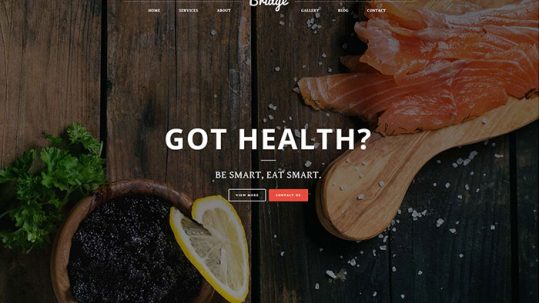 Bridge
HOME SERVICES ABOUT GALLERY BLOG CONTACT
GOT HEALTH?
BE SMART, EAT SMART.
VIEW MORE CONTACT US